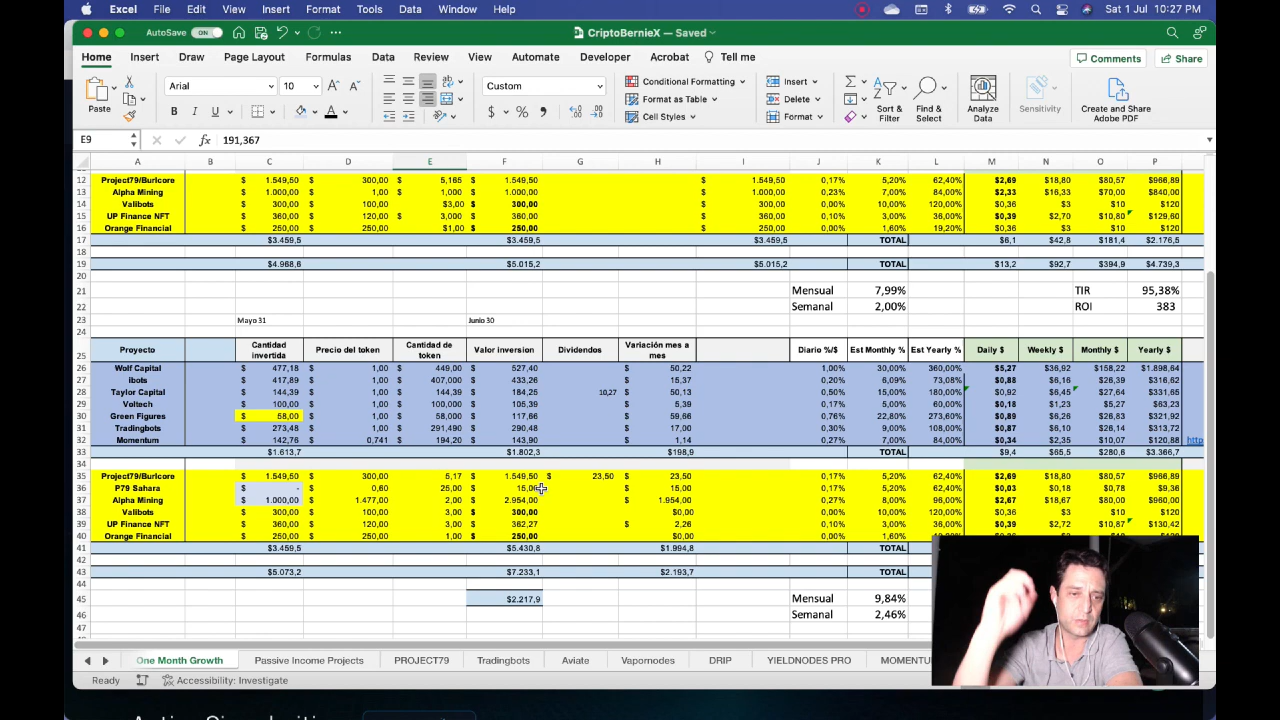 Excel File Edit View Insert Format Tools Data Window Help Sat 1 Jul 10:27 PM
AutoSave ON CriptoBernieX — Saved
Home Insert Draw Page Layout Formulas Data Review View Automate Developer Acrobat Tell me Comments Share
Paste Arial 10 Custom Conditional Formatting Format as Table Cell Styles Insert Delete Format Sort & Filter Find & Select Analyze Data Sensitivity Create and Share Adobe PDF
E9 fx 191,367
A B C D E F G H I J K L M N O P
12 Project79/Burlcore $ 1.549,50 $ 300,00 $ 5,165 $ 1.549,50 $ 1.549,50 0,17% 5,20% 62,40% $2,69 $18,80 $80,57 $966,89
13 Alpha Mining $ 1.000,00 $ 1,00 $ 1,000 $ 1.000,00 $ 1.000,00 0,23% 7,00% 84,00% $2,33 $16,33 $70,00 $840,00
14 Valibots $ 300,00 $ 100,00 $3,00 $ 300,00 $ 300,00 0,00% 10,00% 120,00% $0,36 $3 $10 $120
15 UP Finance NFT $ 360,00 $ 120,00 $ 3,000 $ 360,00 $ 360,00 0,10% 3,00% 36,00% $0,39 $2,70 $10,80 $129,60
16 Orange Financial $ 250,00 $ 250,00 $1,00 $ 250,00 $ 250,00 0,00% 1,60% 19,20% $0,36 $3 $10 $120
17 $3.459,5 $3.459,5 $3.459,5 TOTAL $6,1 $42,8 $181,4 $2.176,5
18
19 $4.968,6 $5.015,2 $5.015,2 TOTAL $13,2 $92,7 $394,9 $4.739,3
20
21 Mensual 7,99% TIR 95,38%
22 Semanal 2,00% ROI 383
23 Mayo 31 Junio 30
24
25 Proyecto Cantidad invertida Precio del token Cantidad de token Valor inversion Dividendos Variación mes a mes Diario %/$ Est Monthly % Est Yearly % Daily $ Weekly $ Monthly $ Yearly $
26 Wolf Capital $ 477,18 $ 1,00 $ 449,00 $ 527,40 $ 50,22 1,00% 30,00% 360,00% $5,27 $36,92 $158,22 $1.898,64
27 ibots $ 417,89 $ 1,00 $ 407,000 $ 433,26 $ 15,37 0,20% 6,09% 73,08% $0,88 $6,16 $26,39 $316,62
28 Taylor Capital $ 144,39 $ 1,00 $ 144,39 $ 184,25 10,27 $ 50,13 0,50% 15,00% 180,00% $0,92 $6,45 $27,64 $331,65
29 Voltech $ 100,00 $ 1,00 $ 100,000 $ 105,39 $ 5,39 0,17% 5,00% 60,00% $0,18 $1,23 $5,27 $63,23
30 Green Figures $ 58,00 $ 1,00 $ 58,000 $ 117,66 $ 59,66 0,76% 22,80% 273,60% $0,89 $6,26 $26,83 $321,92
31 Tradingbots $ 273,48 $ 1,00 $ 291,490 $ 290,48 $ 17,00 0,30% 9,00% 108,00% $0,87 $6,10 $26,14 $313,72
32 Momentum $ 142,76 $ 0,741 $ 194,20 $ 143,90 $ 1,14 0,27% 7,00% 84,00% $0,34 $2,35 $10,07 $120,88 http
33 $1.613,7 $1.802,3 $198,9 TOTAL $9,4 $65,5 $280,6 $3.366,7
34
35 Project79/Burlcore $ 1.549,50 $ 300,00 5,17 $ 1.549,50 $ 23,50 $ 23,50 0,17% 5,20% 62,40% $2,69 $18,80 $80,57 $966,89
36 P79 Sahara $ - $ 0,60 25,00 $ 15,00 $ 15,00 0,17% 5,20% 62,40% $0,03 $0,18 $0,78 $9,36
37 Alpha Mining $ 1.000,00 $ 1.477,00 2,00 $ 2.954,00 $ 1.954,00 0,27% 8,00% 96,00% $2,67 $18,67 $80,00 $960,00
38 Valibots $ 300,00 $ 100,00 3,00 $ 300,00 $0,00 0,00% 10,00% 120,00% $0,36 $3 $10 $120
39 UP Finance NFT $ 360,00 $ 120,00 3,00 $ 362,27 $ 2,26 0,10% 3,00% 36,00% $0,39 $2,72 $10,87 $130,42
40 Orange Financial $ 250,00 $ 250,00 1,00 $ 250,00 $0,00 0,00% 1,60%
41 $3.459,5 $5.430,8 $1.994,8 TOTAL
42
43 $5.073,2 $7.233,1 $2.193,7 TOTAL
44
45 $2.217,9 Mensual 9,84%
46 Semanal 2,46%
47
One Month Growth Passive Income Projects PROJECT79 Tradingbots Aviate Vapornodes DRIP YIELDNODES PRO
Ready Accessibility: Investigate